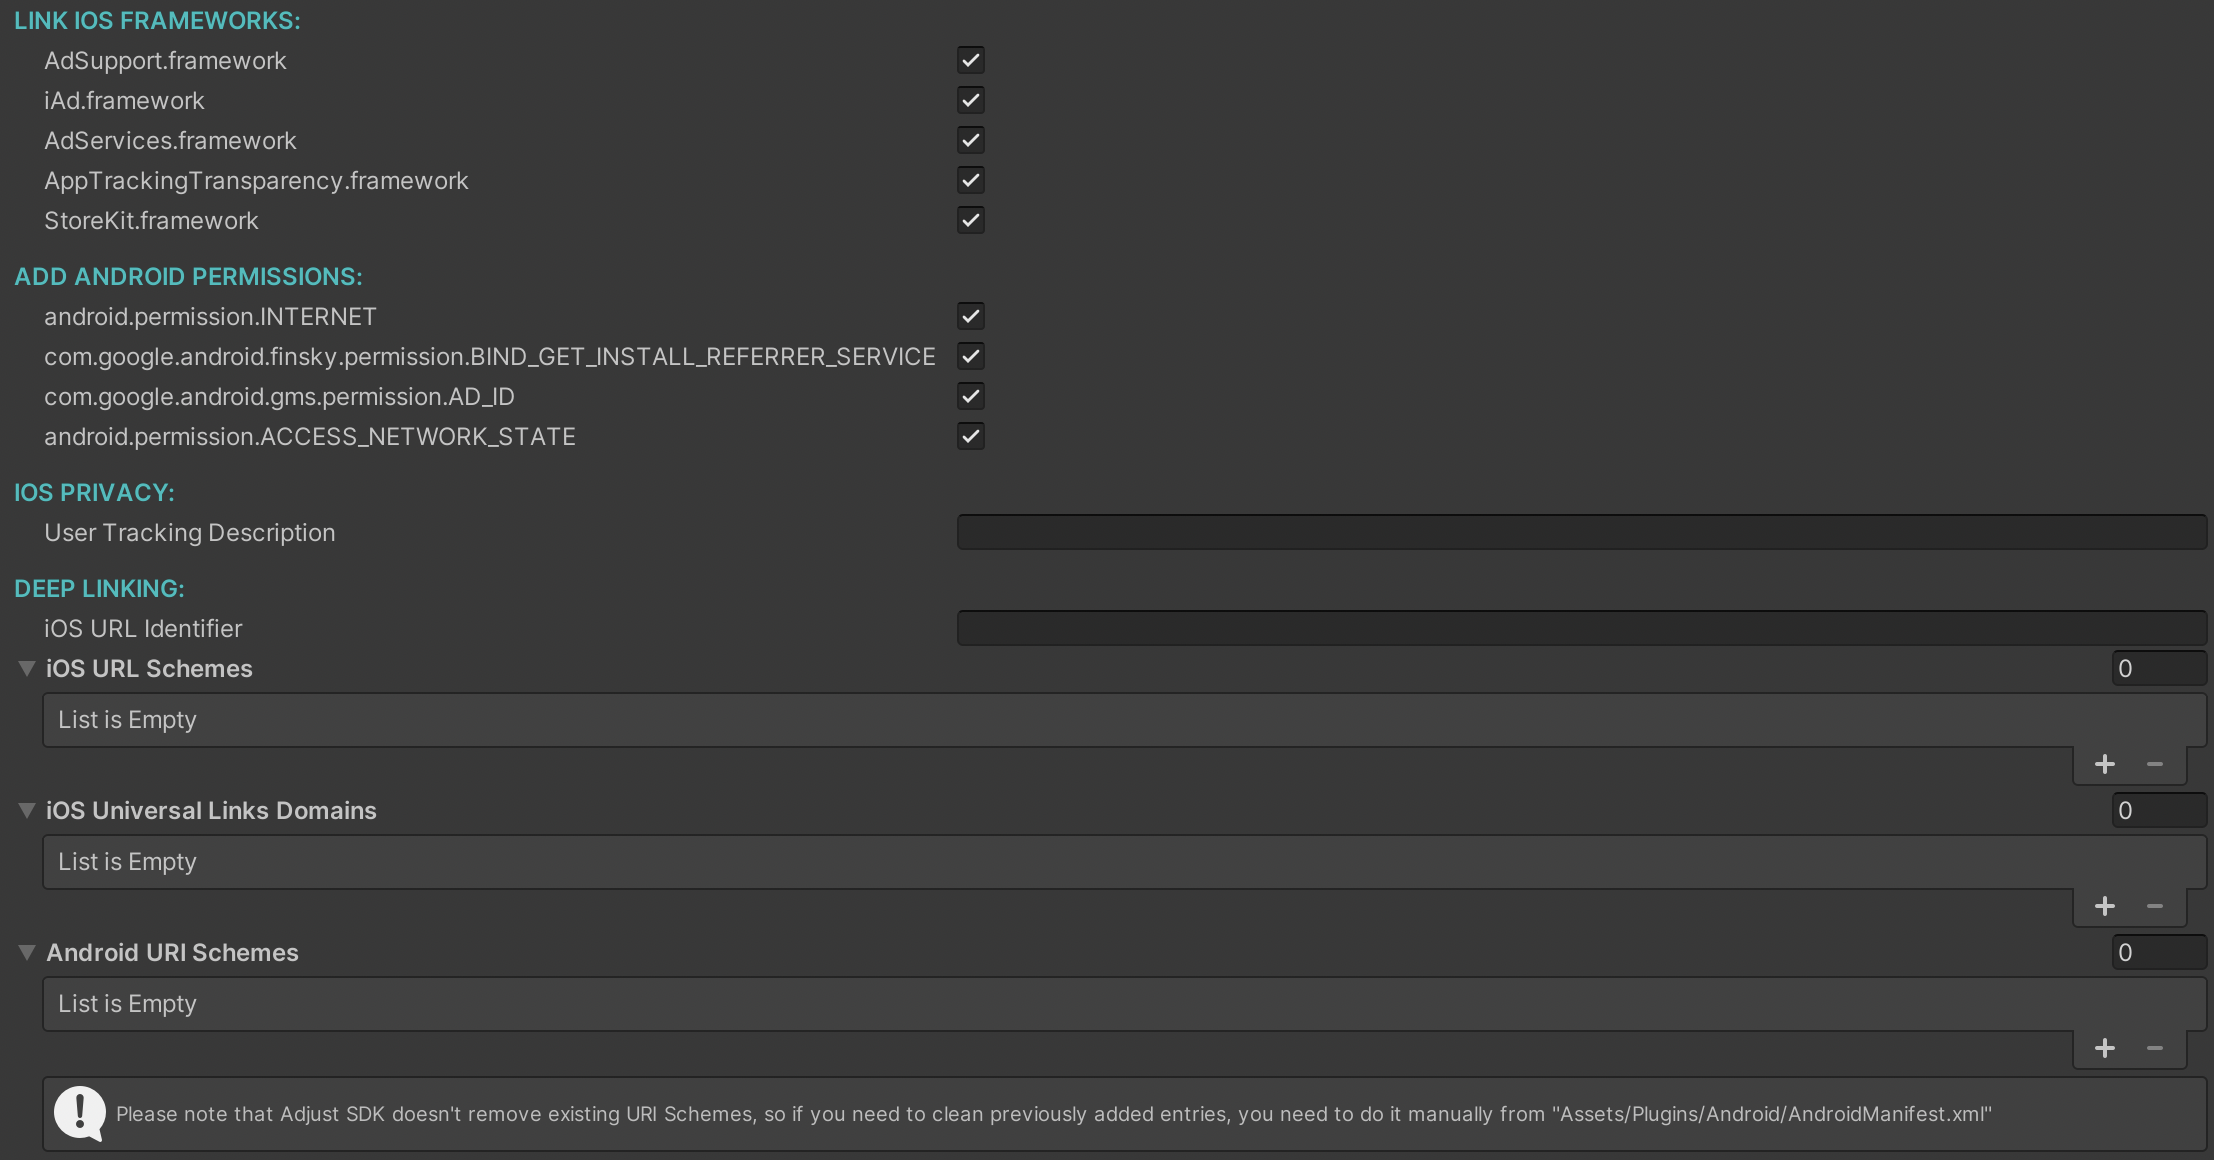 LINK IOS FRAMEWORKS:
AdSupport.framework
iAd.framework
AdServices.framework
AppTrackingTransparency.framework
StoreKit.framework
ADD ANDROID PERMISSIONS:
android.permission.INTERNET
com.google.android.finsky.permission.BIND_GET_INSTALL_REFERRER_SERVICE
com.google.android.gms.permission.AD_ID
android.permission.ACCESS_NETWORK_STATE
IOS PRIVACY:
User Tracking Description
DEEP LINKING:
iOS URL Identifier
iOS URL Schemes 0
List is Empty
iOS Universal Links Domains 0
List is Empty
Android URI Schemes 0
List is Empty
Please note that Adjust SDK doesn't remove existing URI Schemes, so if you need to clean previously added entries, you need to do it manually from "Assets/Plugins/Android/AndroidManifest.xml"